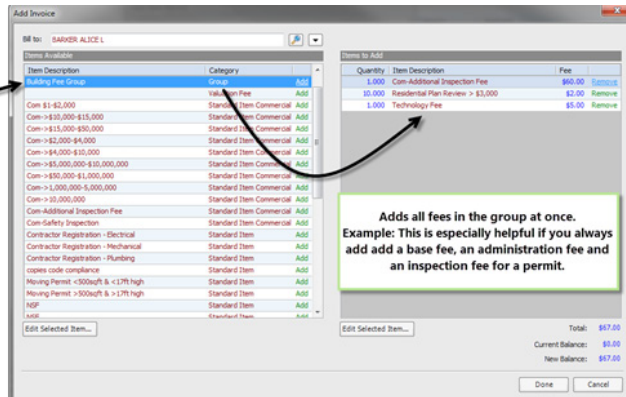 Add Invoice
Bill to: BARKER ALICE L
Items Available
Item Description Category
Building Fee Group Group Add
Valuation Fee Add
Com $1-$2,000 Standard Item Commercial Add
Com->$10,000-$15,000 Standard Item Commercial Add
Com->$15,000-$50,000 Standard Item Commercial Add
Com->$2,000-$4,000 Standard Item Commercial Add
Com->$4,000-$10,000 Standard Item Commercial Add
Com->$5,000,000-$10,000,000 Standard Item Commercial Add
Com->$50,000-$1,000,000 Standard Item Commercial Add
Com->1,000,000-5,000,000 Standard Item Commercial Add
Com->10,000,000 Standard Item Commercial Add
Com-Additional Inspection Fee Standard Item Commercial Add
Com-Safety Inspection Standard Item Commercial Add
Contractor Registration - Electrical Standard Item Add
Contractor Registration - Mechanical Standard Item Add
Contractor Registration - Plumbing Standard Item Add
copies code compliance Standard Item Add
Moving Permit <500sqft & <17ft high Standard Item Add
Moving Permit >500sqft & >17ft high Standard Item Add
NSF Standard Item Add
NSF Standard Item Add
Edit Selected Item...
Items to Add
Quantity Item Description Fee
1.000 Com-Additional Inspection Fee $60.00 Remove
10.000 Residential Plan Review > $3,000 $2.00 Remove
1.000 Technology Fee $5.00 Remove
Adds all fees in the group at once.
Example: This is especially helpful if you always
add add a base fee, an administration fee and
an inspection fee for a permit.
Edit Selected Item...
Total: $67.00
Current Balance: $0.00
New Balance: $67.00
Done Cancel